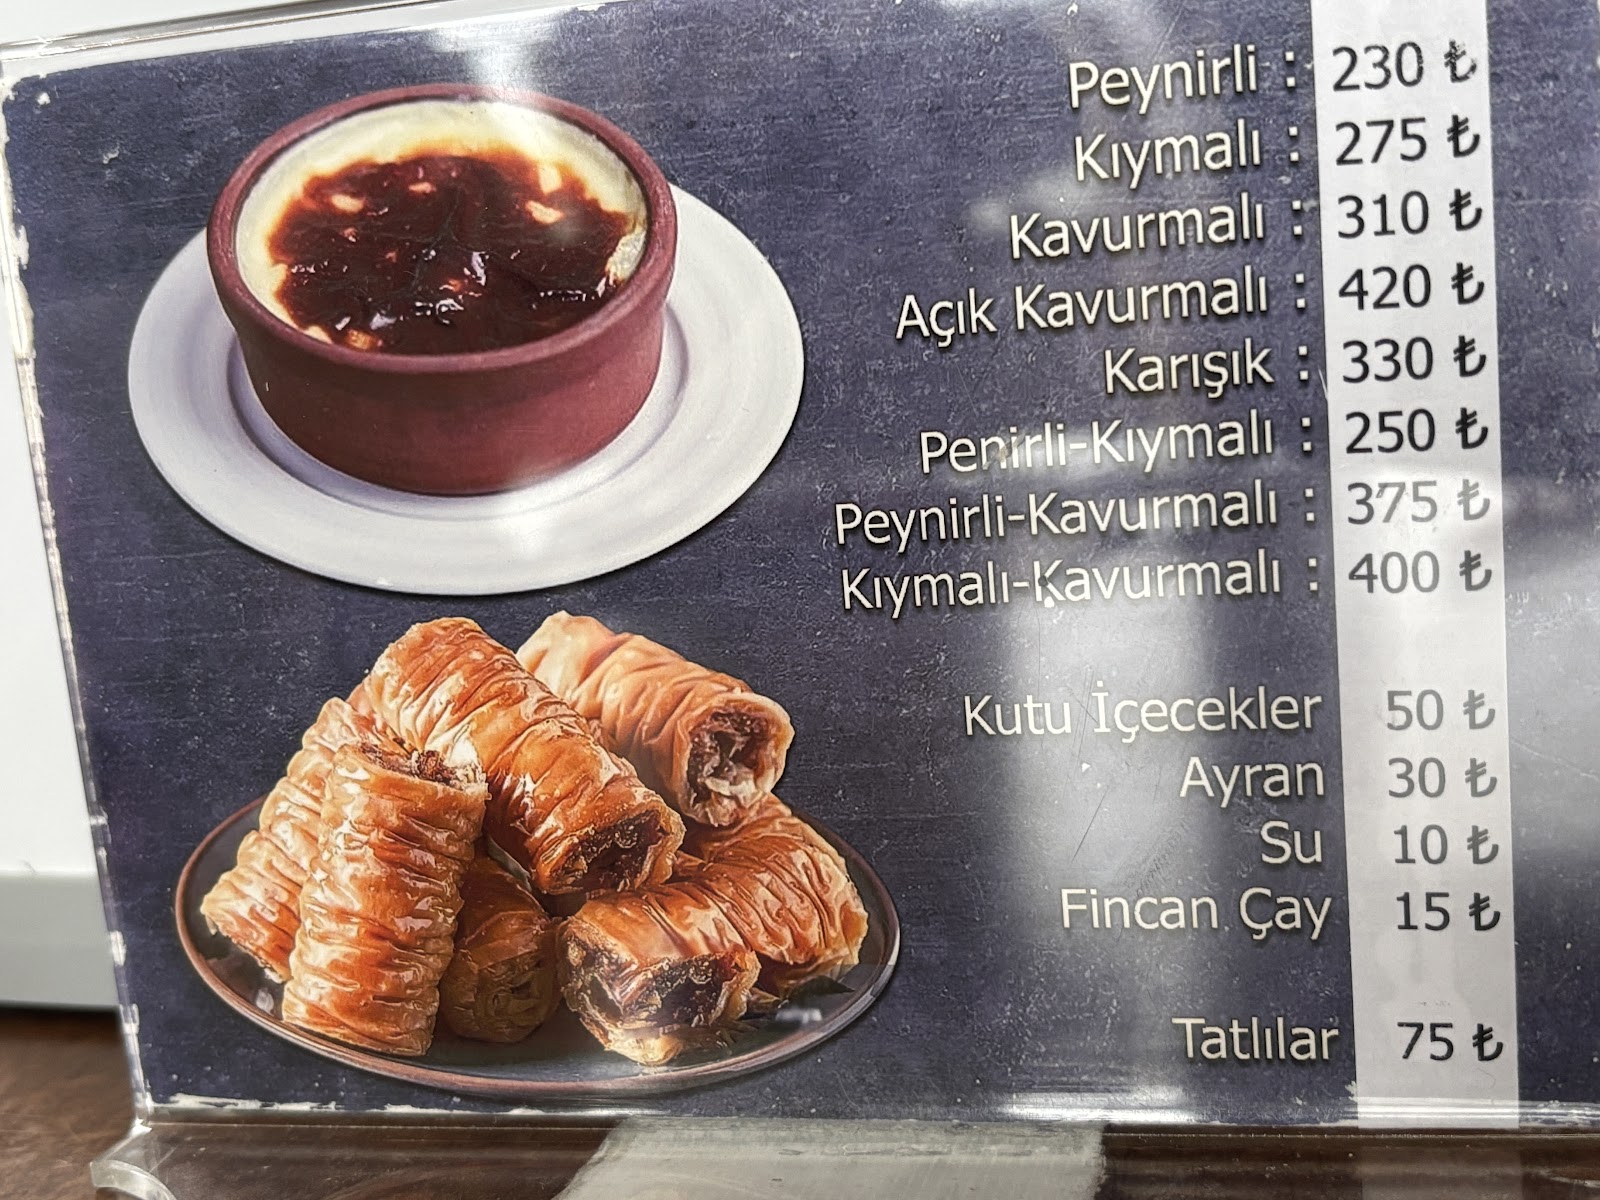 Peynirli : 230 ₺
Kıymalı : 275 ₺
Kavurmalı : 310 ₺
Açık Kavurmalı : 420 ₺
Karışık : 330 ₺
Penirli-Kıymalı : 250 ₺
Peynirli-Kavurmalı : 375 ₺
Kıymalı-Kavurmalı : 400 ₺
Kutu İçecekler 50 ₺
Ayran 30 ₺
Su 10 ₺
Fincan Çay 15 ₺
Tatlılar 75 ₺